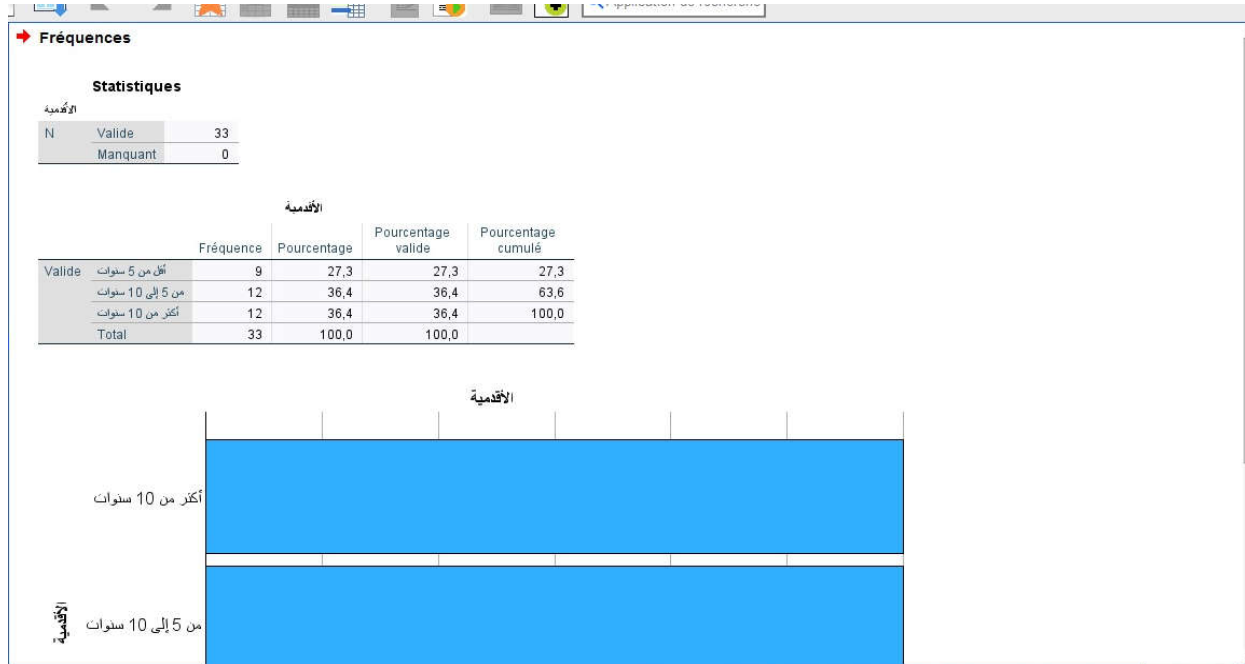 Fréquences
Statistiques
الأقدمية
N Valide 33
Manquant 0
الأقدمية
Fréquence Pourcentage Pourcentage valide Pourcentage cumulé
Valide أقل من 5 سنوات 9 27,3 27,3 27,3
من 5 إلى 10 سنوات 12 36,4 36,4 63,6
أكثر من 10 سنوات 12 36,4 36,4 100,0
Total 33 100,0 100,0
الأقدمية
أكثر من 10 سنوات
من 5 إلى 10 سنوات
الأقدمية